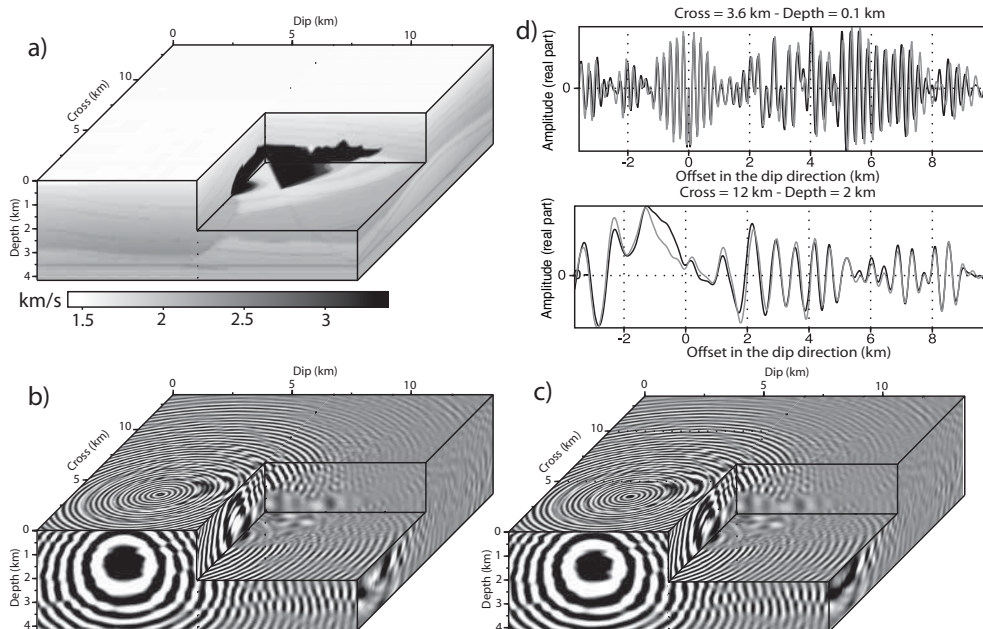 a)
Dip (km)
0 5 10
Cross (km)
10
5
0
Depth (km)
0
1
2
3
4
km/s
1.5 2 2.5 3
d)
Cross = 3.6 km - Depth = 0.1 km
Amplitude (real part)
0
-2 0 2 4 6 8
Offset in the dip direction (km)
Cross = 12 km - Depth = 2 km
Amplitude (real part)
0
-2 0 2 4 6 8
Offset in the dip direction (km)
b)
Dip (km)
0 5 10
Cross (km)
10
5
0
Depth (km)
1
2
3
4
c)
Dip (km)
0 5 10
Cross (km)
10
5
0
Depth (km)
1
2
3
4